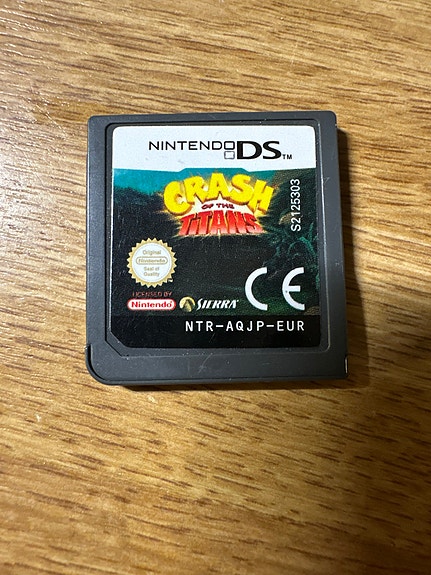 NINTENDO DS™
CRASH
OF THE
TITANS
S2125303
Original
Nintendo
Seal of
Quality
LICENSED BY
Nintendo
SIERRA
CE
NTR-AQJP-EUR